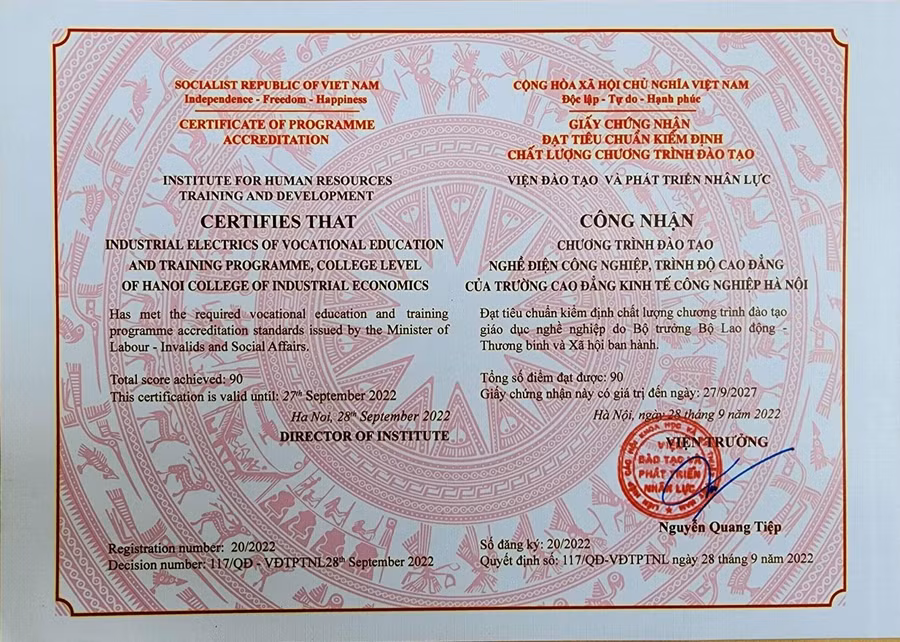 SOCIALIST REPUBLIC OF VIET NAM
Independence - Freedom - Happiness
CERTIFICATE OF PROGRAMME
ACCREDITATION
INSTITUTE FOR HUMAN RESOURCES
TRAINING AND DEVELOPMENT
CERTIFIES THAT
INDUSTRIAL ELECTRICS OF VOCATIONAL EDUCATION
AND TRAINING PROGRAMME, COLLEGE LEVEL
OF HANOI COLLEGE OF INDUSTRIAL ECONOMICS
Has met the required vocational education and training
programme accreditation standards issued by the Minister of
Labour - Invalids and Social Affairs.
Total score achieved: 90
This certification is valid until: 27th September 2022
Ha Noi, 28th September 2022
DIRECTOR OF INSTITUTE
Registration number: 20/2022
Decision number: 117/QĐ - VĐTPTNL28th September 2022
CỘNG HÒA XÃ HỘI CHỦ NGHĨA VIỆT NAM
Độc lập - Tự do - Hạnh phúc
GIẤY CHỨNG NHẬN
ĐẠT TIÊU CHUẨN KIỂM ĐỊNH
CHẤT LƯỢNG CHƯƠNG TRÌNH ĐÀO TẠO
VIỆN ĐÀO TẠO VÀ PHÁT TRIỂN NHÂN LỰC
CÔNG NHẬN
CHƯƠNG TRÌNH ĐÀO TẠO
NGHỀ ĐIỆN CÔNG NGHIỆP, TRÌNH ĐỘ CAO ĐẲNG
CỦA TRƯỜNG CAO ĐẲNG KINH TẾ CÔNG NGHIỆP HÀ NỘI
Đạt tiêu chuẩn kiểm định chất lượng chương trình đào tạo
giáo dục nghề nghiệp do Bộ trưởng Bộ Lao động -
Thương binh và Xã hội ban hành.
Tổng số điểm đạt được: 90
Giấy chứng nhận này có giá trị đến ngày: 27/9/2027
Hà Nội, ngày 28 tháng 9 năm 2022
VIỆN TRƯỞNG
VIỆN
ĐÀO TẠO VÀ
PHÁT TRIỂN
NHÂN LỰC
Nguyễn Quang Tiệp
Số đăng ký: 20/2022
Quyết định số: 117/QĐ-VĐTPTNL ngày 28 tháng 9 năm 2022